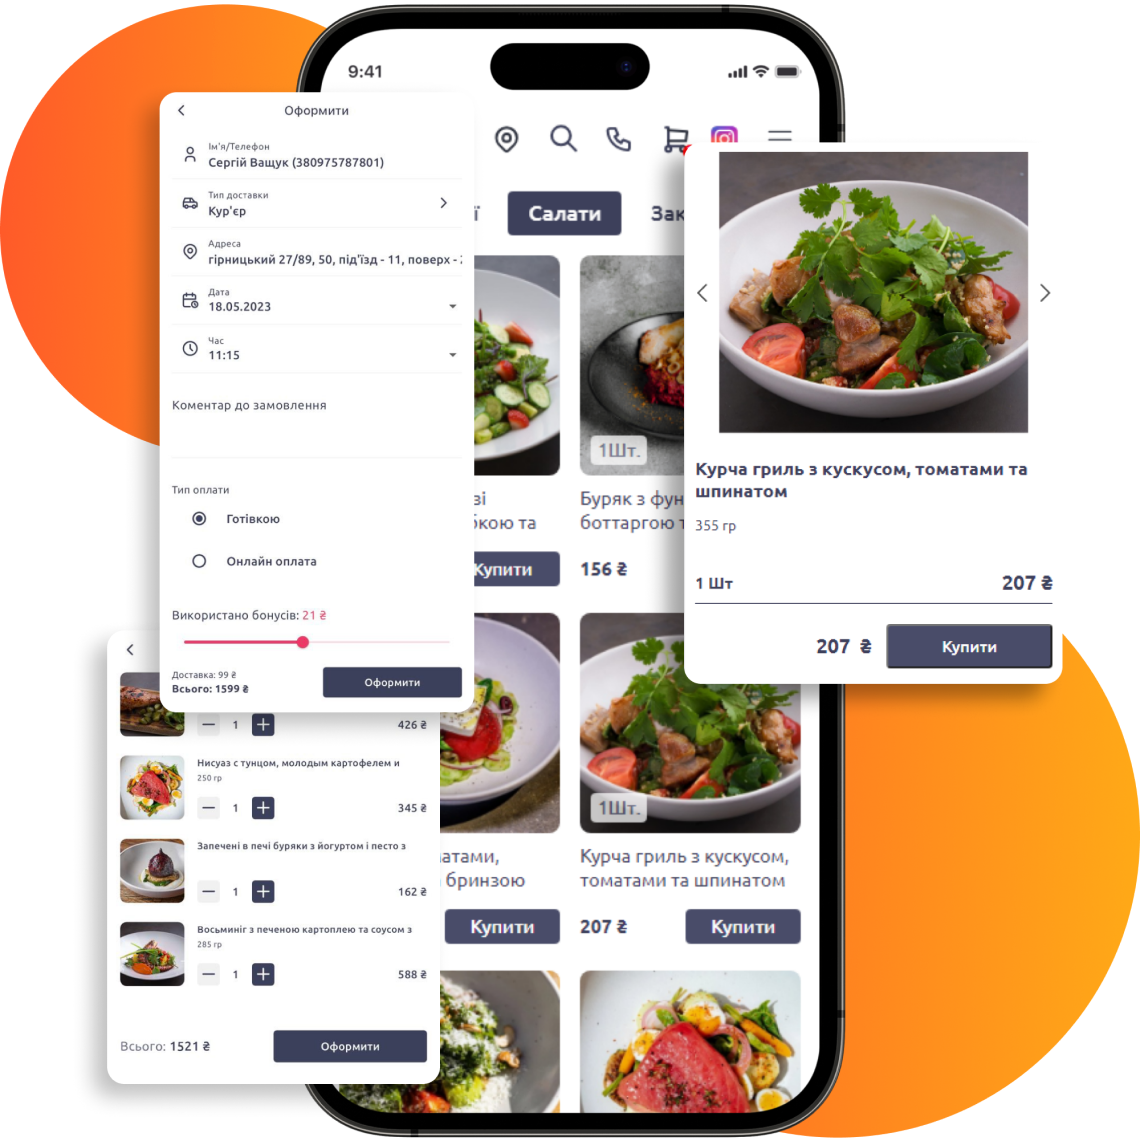 9:41
Оформити
Ім'я/Телефон
Сергій Ващук (380975787801)
Тип доставки
Кур'єр
Адреса
гірницький 27/89, 50, під'їзд - 11, поверх -
Дата
18.05.2023
Час
11:15
Коментар до замовлення
Тип оплати
Готівкою
Онлайн оплата
Використано бонусів: 21 ₴
Доставка: 99 ₴
Всього: 1599 ₴
Оформити
1 426 ₴
Нисуаз с тунцом, молодым картофелем и
250 гр
1 345 ₴
Запечені в печі буряки з йогуртом і песто з
1 162 ₴
Восьминіг з печеною картоплею та соусом з
285 гр
1 588 ₴
Всього: 1521 ₴
Оформити
ї Салати Зак
1Шт.
зі
кою та
Купити
Буряк з фун
боттаргою т
156 ₴
атами,
бринзою
Купити
1Шт.
Курча гриль з кускусом,
томатами та шпинатом
207 ₴ Купити
Курча гриль з кускусом, томатами та
шпинатом
355 гр
1 Шт 207 ₴
207 ₴ Купити